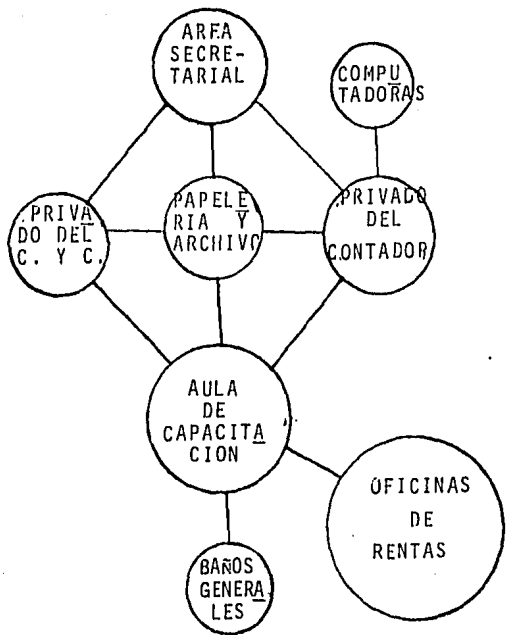 AREA
SECRE-
TARIAL
COMPU
TADORAS
PRIVA
DO DEL
C. Y C.
PAPELE
RIA Y
ARCHIVO
PRIVADO
DEL
CONTADOR
AULA
DE
CAPACITA
CION
OFICINAS
DE
RENTAS
BAÑOS
GENERA
LES